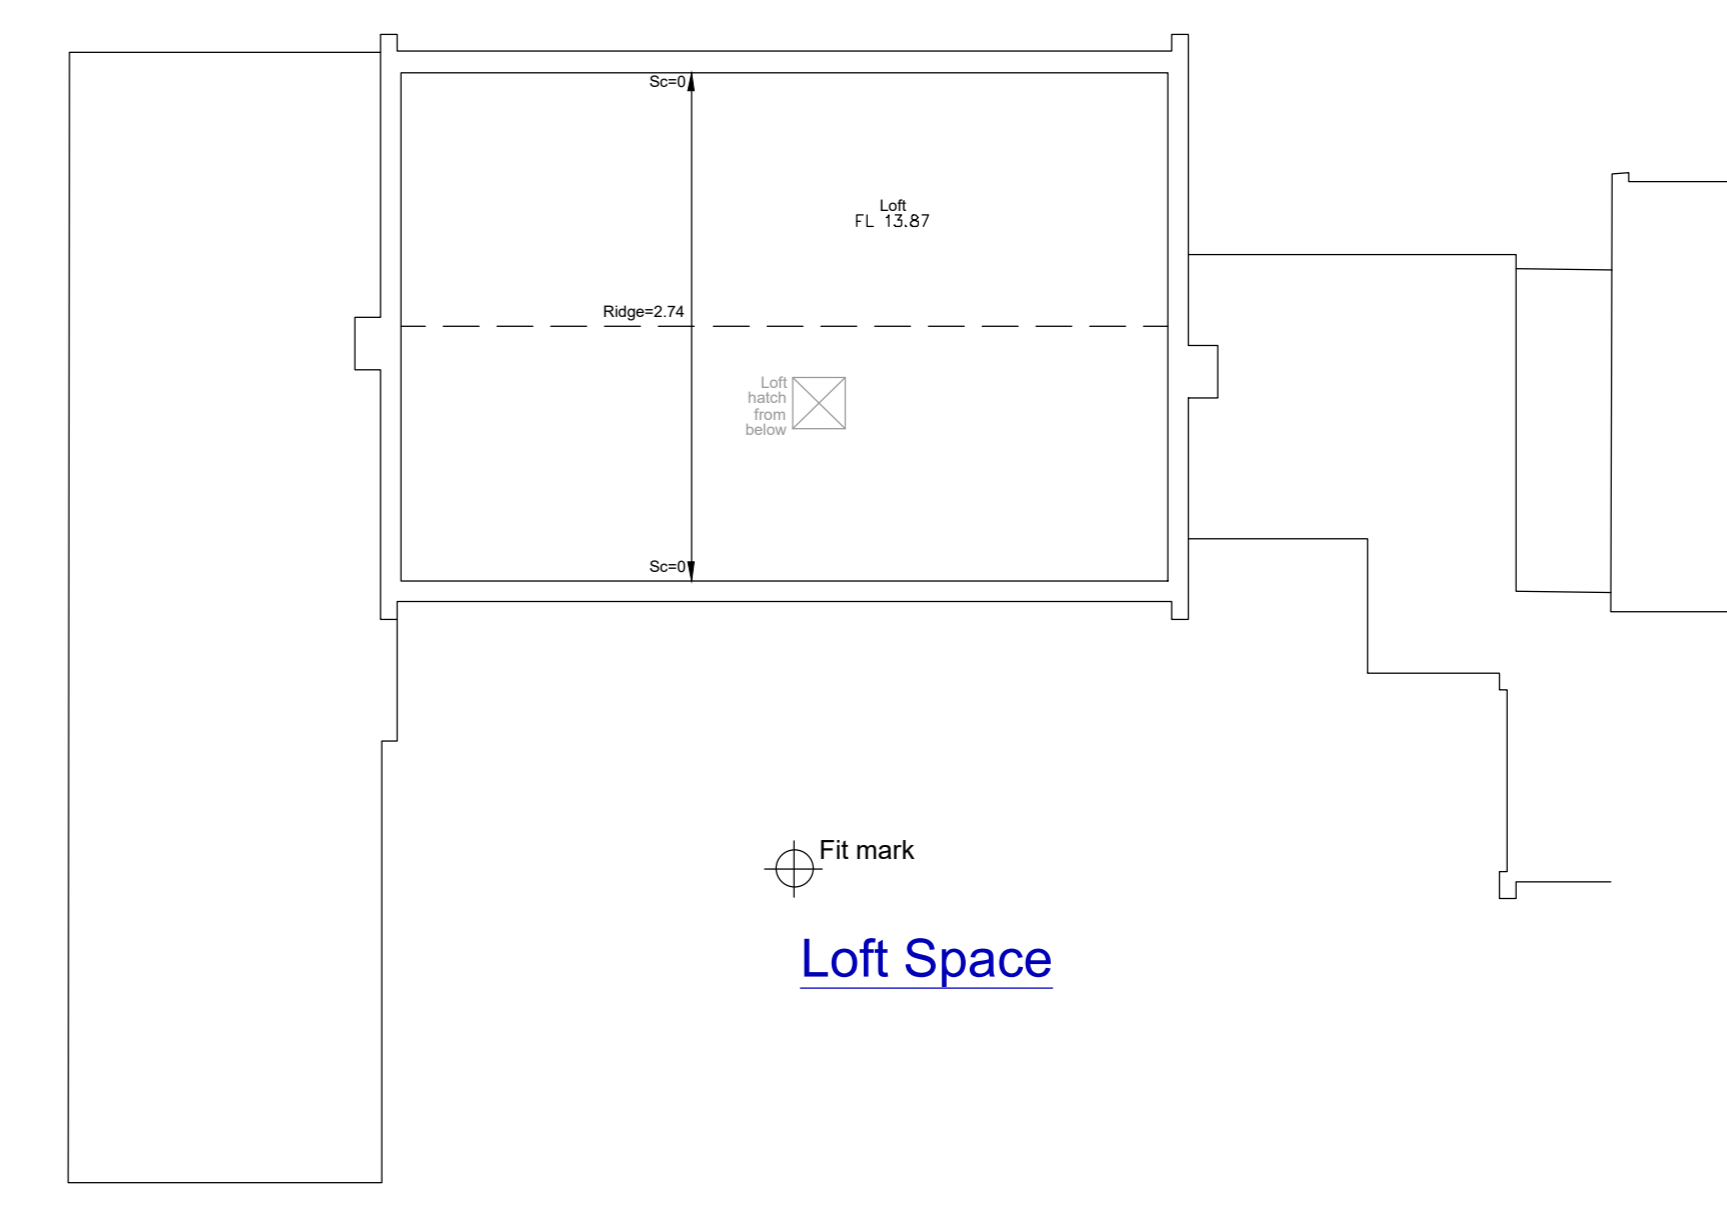 Sc=0
Loft
FL 13.87
Ridge=2.74
Loft
hatch
from
below
Sc=0
Fit mark
Loft Space